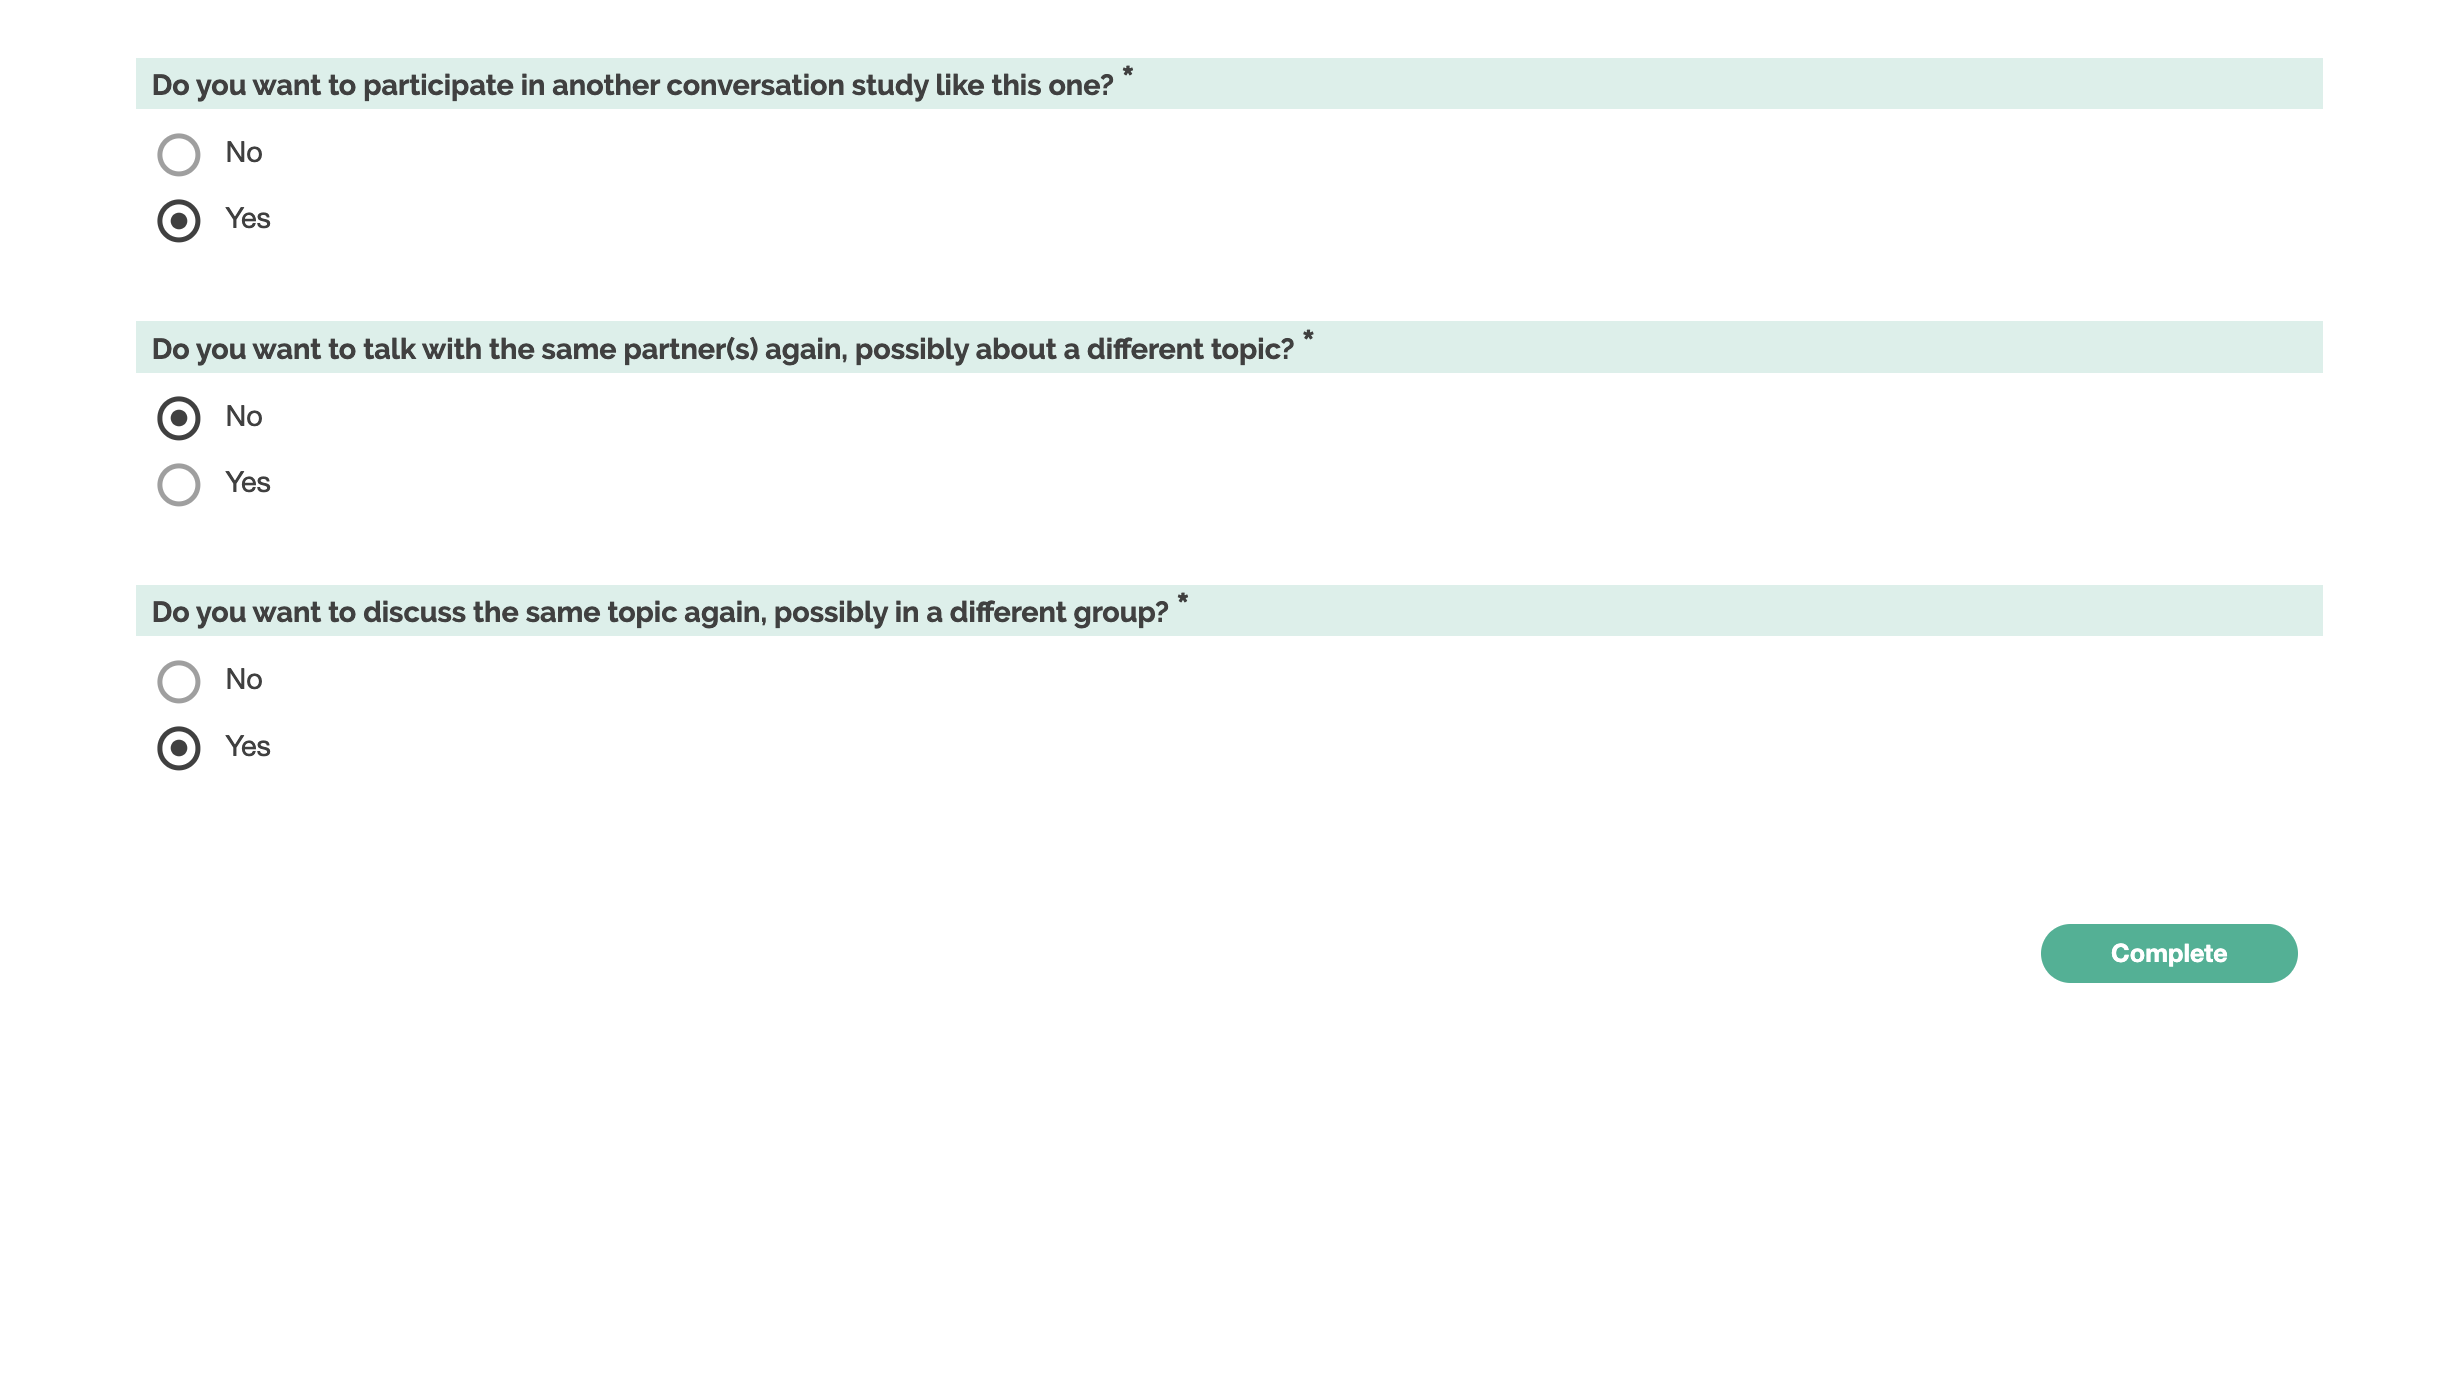 Do you want to participate in another conversation study like this one? *
No
Yes
Do you want to talk with the same partner(s) again, possibly about a different topic? *
No
Yes
Do you want to discuss the same topic again, possibly in a different group? *
No
Yes
Complete